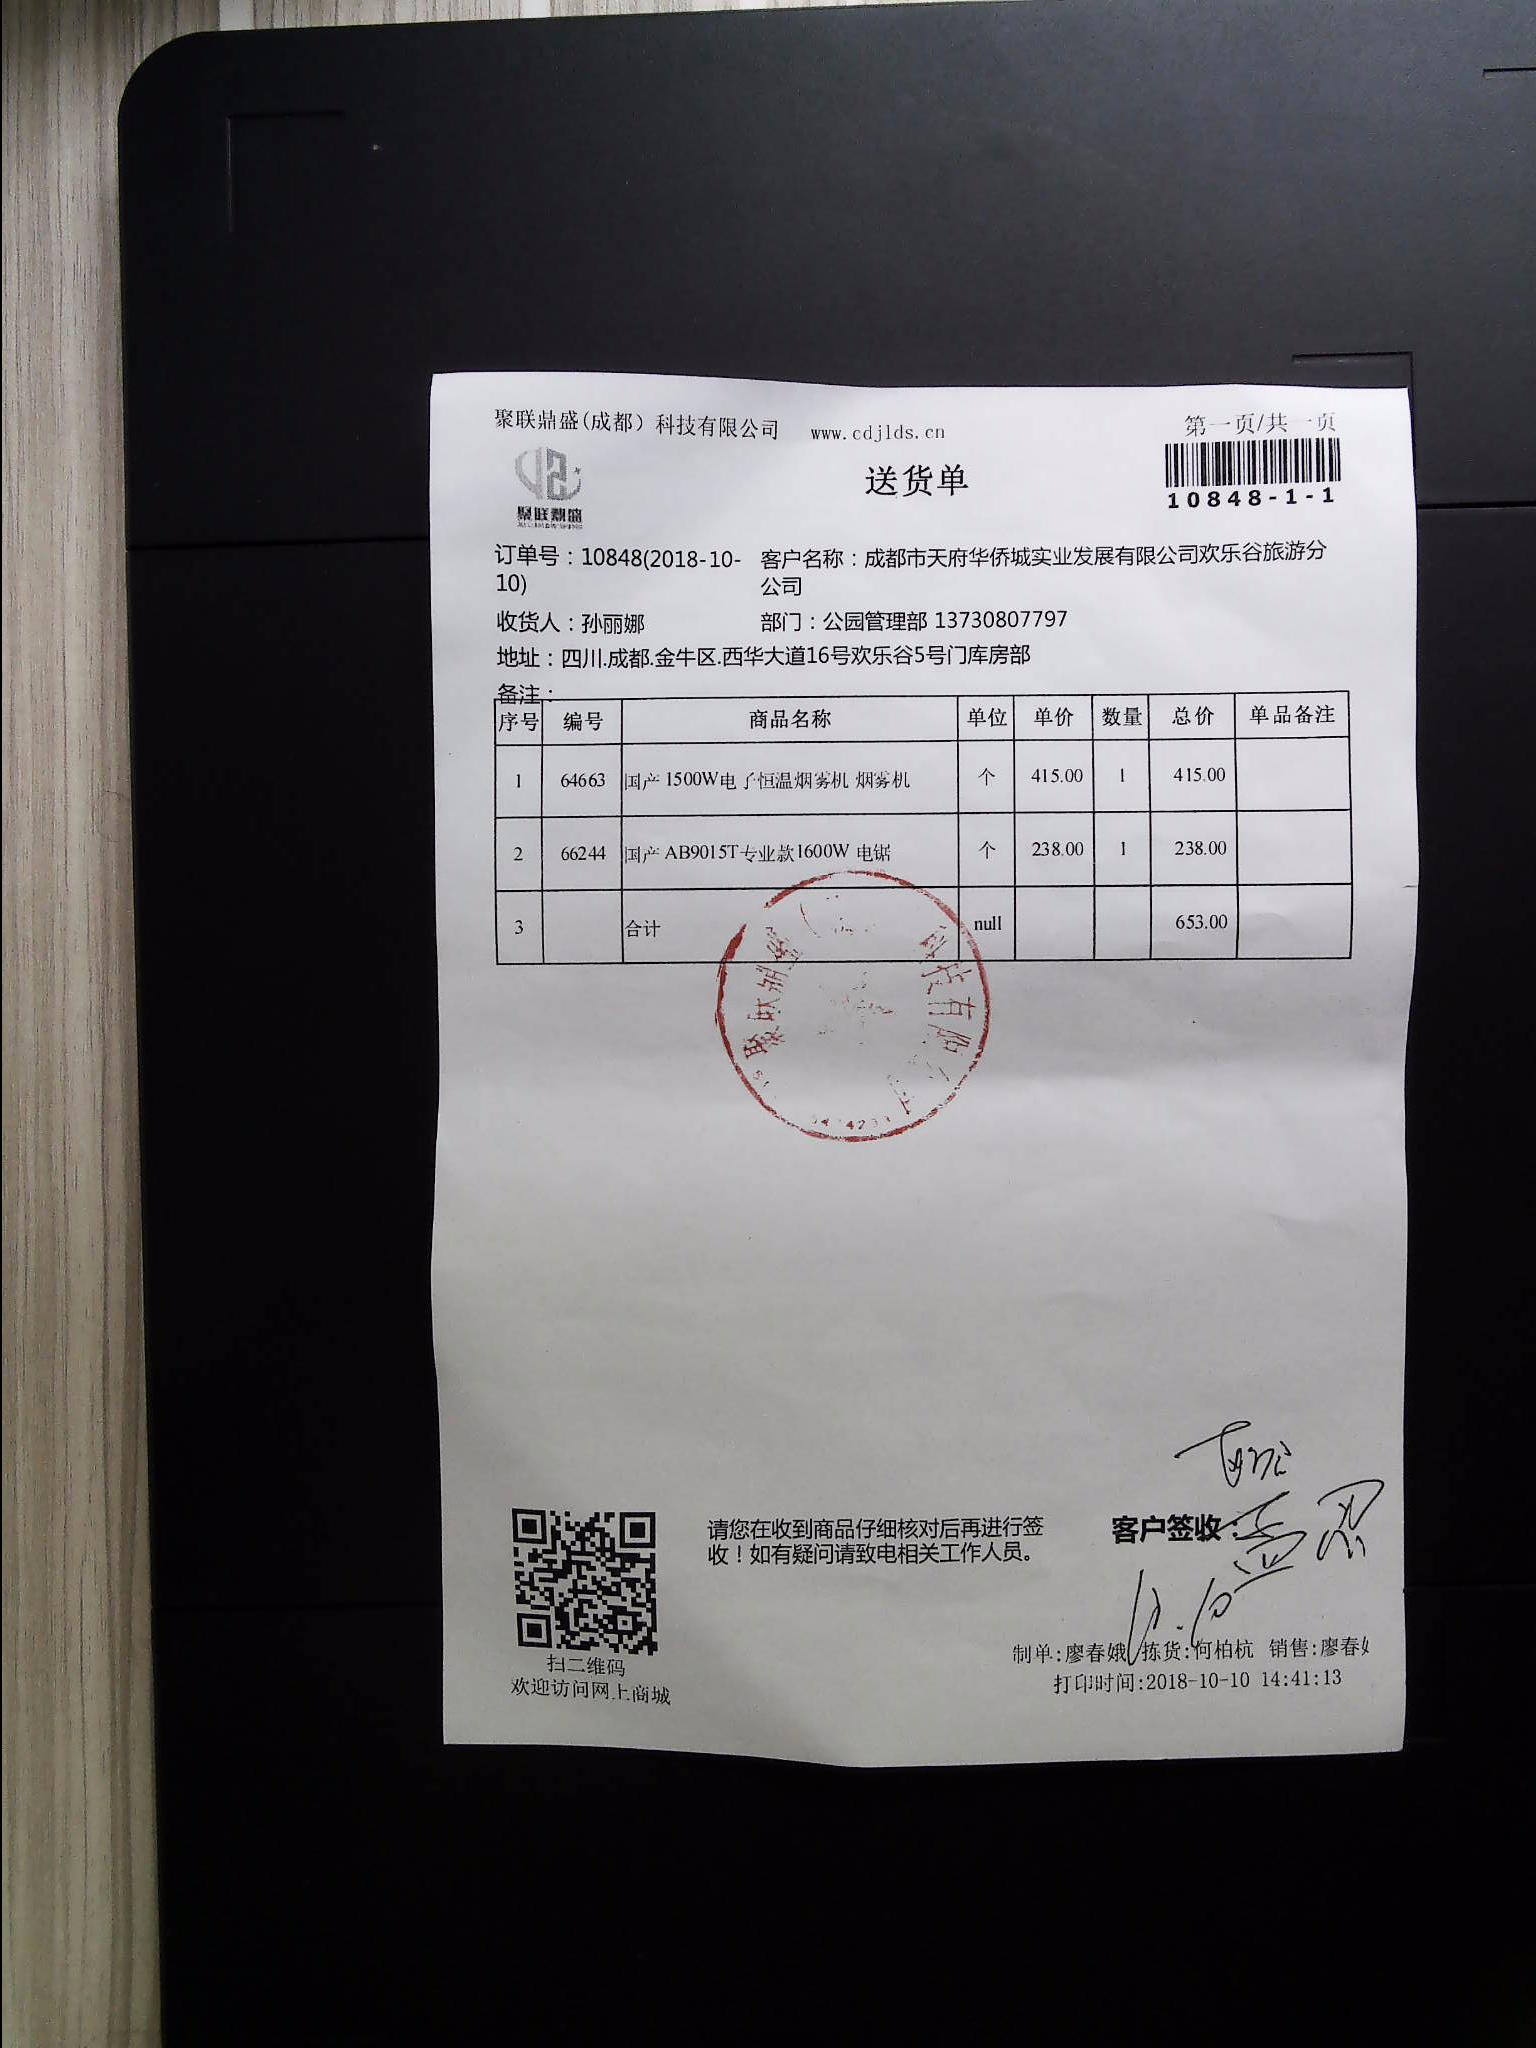 聚联鼎盛(成都）科技有限公司 www.cdjlds.cn 第一页/共一页
聚联鼎盛
送货单
10848-1-1
订单号：10848(2018-10-10) 客户名称：成都市天府华侨城实业发展有限公司欢乐谷旅游分公司
收货人：孙丽娜 部门：公园管理部 13730807797
地址：四川.成都.金牛区.西华大道16号欢乐谷5号门库房部
备注：
序号 编号 商品名称 单位 单价 数量 总价 单品备注
1 64663 国产 1500W电子恒温烟雾机 烟雾机 个 415.00 1 415.00
2 66244 国产 AB9015T专业款1600W 电锯 个 238.00 1 238.00
3 合计 null 653.00
聚联鼎盛 科技有限公司
请您在收到商品仔细核对后再进行签
收！如有疑问请致电相关工作人员。
客户签收：
扫二维码
欢迎访问网上商城
制单:廖春娥 拣货:何柏杭 销售:廖春
打印时间:2018-10-10 14:41:13